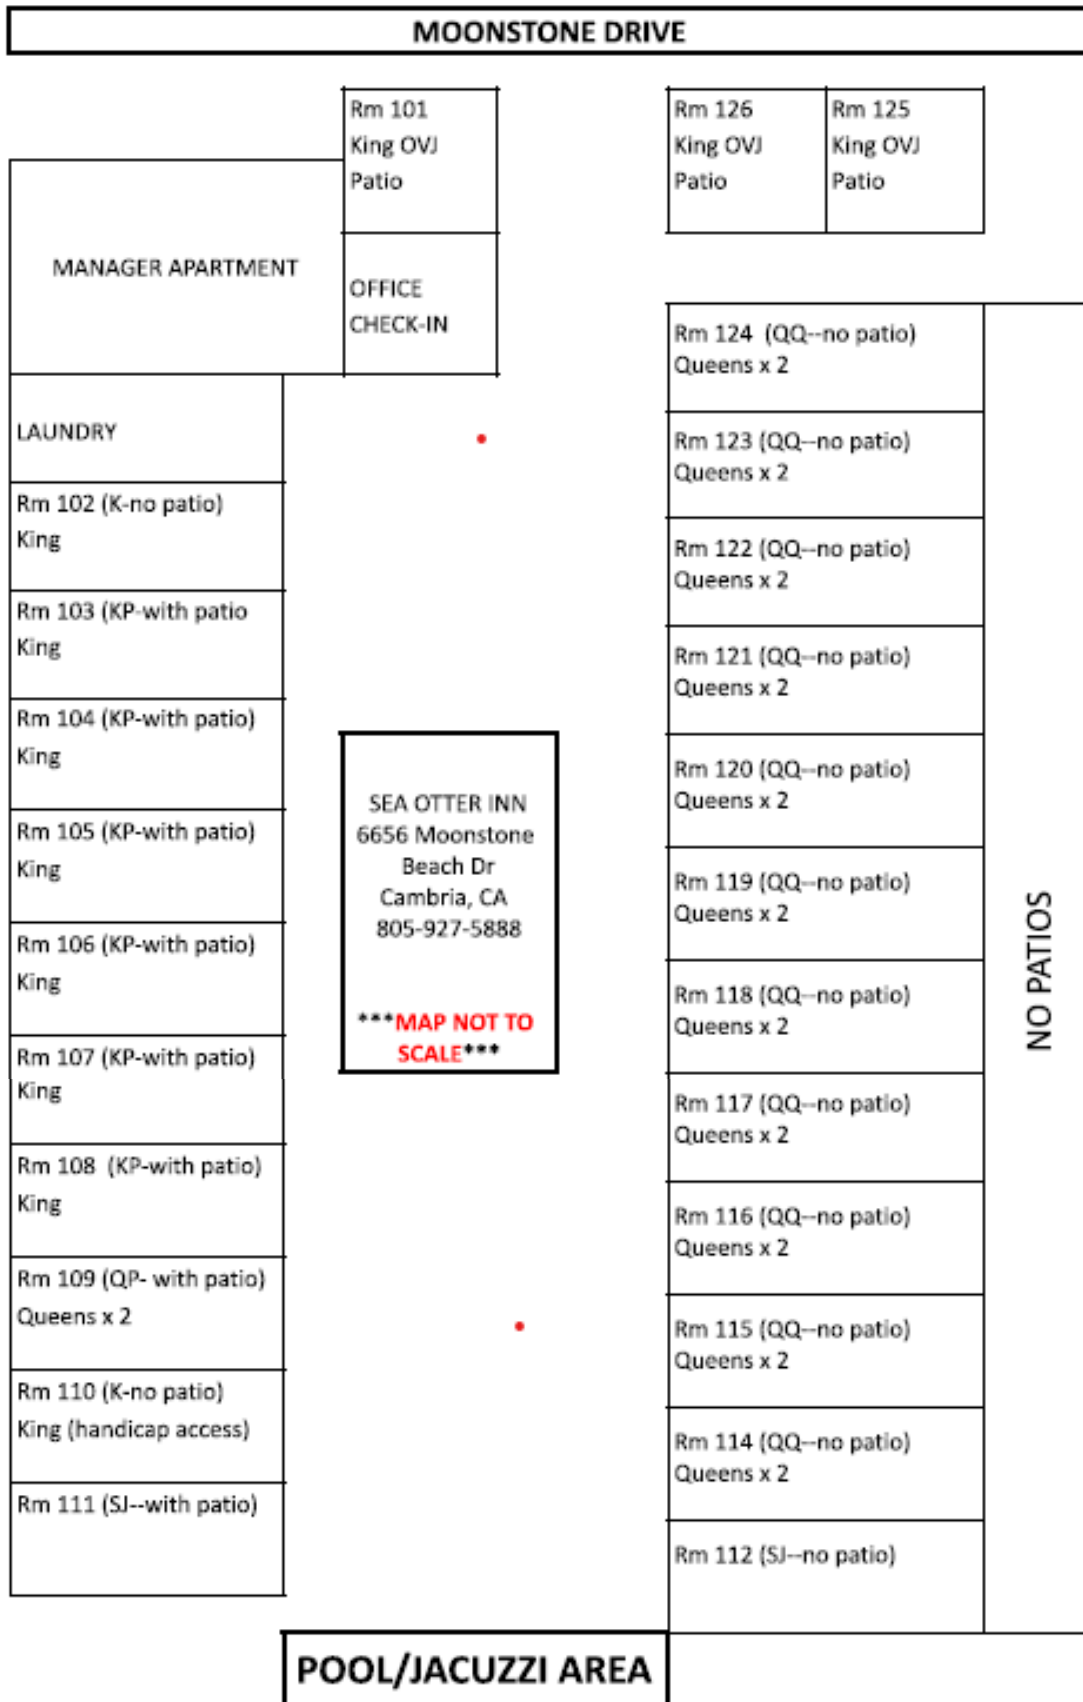 MOONSTONE DRIVE
Rm 101
King OVJ
Patio
Rm 126
King OVJ
Patio
Rm 125
King OVJ
Patio
MANAGER APARTMENT
OFFICE
CHECK-IN
LAUNDRY
Rm 102 (K-no patio)
King
Rm 103 (KP-with patio
King
Rm 104 (KP-with patio)
King
Rm 105 (KP-with patio)
King
Rm 106 (KP-with patio)
King
Rm 107 (KP-with patio)
King
Rm 108  (KP-with patio)
King
Rm 109 (QP- with patio)
Queens x 2
Rm 110 (K-no patio)
King (handicap access)
Rm 111 (SJ--with patio)
SEA OTTER INN
6656 Moonstone
Beach Dr
Cambria, CA
805-927-5888
***MAP NOT TO
SCALE***
Rm 124  (QQ--no patio)
Queens x 2
Rm 123 (QQ--no patio)
Queens x 2
Rm 122 (QQ--no patio)
Queens x 2
Rm 121 (QQ--no patio)
Queens x 2
Rm 120 (QQ--no patio)
Queens x 2
Rm 119 (QQ--no patio)
Queens x 2
Rm 118 (QQ--no patio)
Queens x 2
Rm 117 (QQ--no patio)
Queens x 2
Rm 116 (QQ--no patio)
Queens x 2
Rm 115 (QQ--no patio)
Queens x 2
Rm 114 (QQ--no patio)
Queens x 2
Rm 112 (SJ--no patio)
NO PATIOS
POOL/JACUZZI AREA